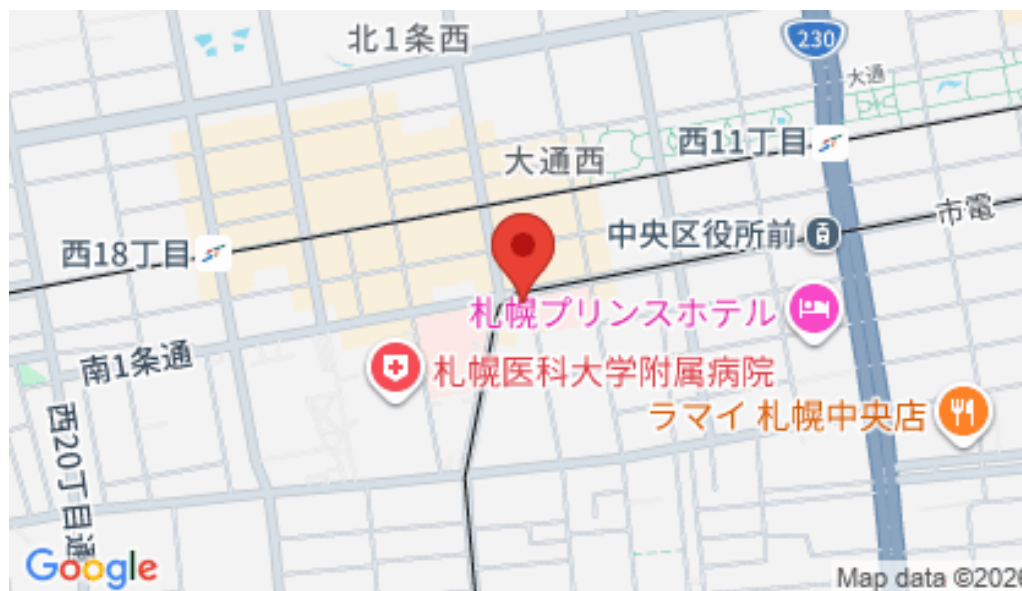 北1条西
230
大通
西11丁目
大通西
市電
中央区役所前
西18丁目
札幌プリンスホテル
南1条通
札幌医科大学附属病院
ラマイ 札幌中央店
西20丁目通
Google
Map data ©2026